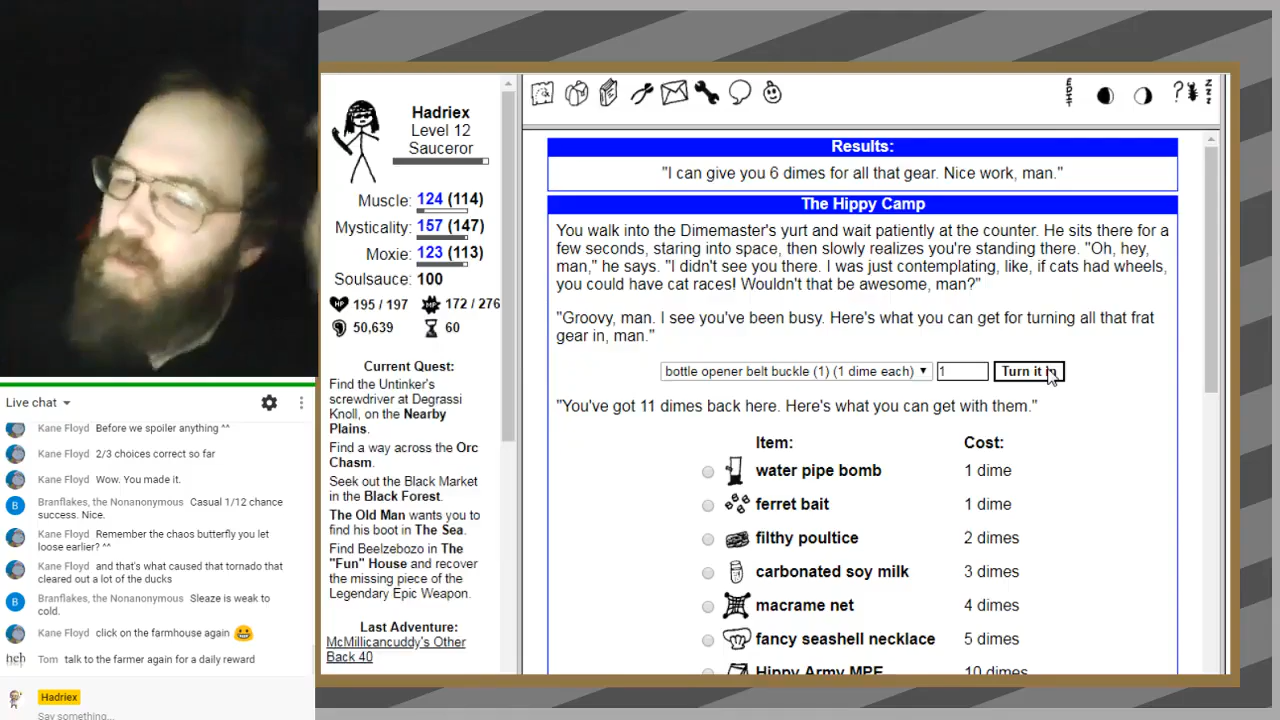 Hadriex
Level 12
Sauceror
Muscle: 124 (114)
Mysticality: 157 (147)
Moxie: 123 (113)
Soulsauce: 100
195 / 197 172 / 276
50,639 60
Current Quest:
Find the Untinker's
screwdriver at Degrassi
Knoll, on the Nearby
Plains.
Find a way across the Orc
Chasm.
Seek out the Black Market
in the Black Forest.
The Old Man wants you to
find his boot in The Sea.
Find Beelzebozo in The
"Fun" House and recover
the missing piece of the
Legendary Epic Weapon.
Last Adventure:
McMillicancuddy's Other
Back 40
Results:
"I can give you 6 dimes for all that gear. Nice work, man."
The Hippy Camp
You walk into the Dimemaster's yurt and wait patiently at the counter. He sits there for a
few seconds, staring into space, then slowly realizes you're standing there. "Oh, hey,
man," he says. "I didn't see you there. I was just contemplating, like, if cats had wheels,
you could have cat races! Wouldn't that be awesome, man?"
"Groovy, man. I see you've been busy. Here's what you can get for turning all that frat
gear in, man."
bottle opener belt buckle (1) (1 dime each) 1 Turn it in
"You've got 11 dimes back here. Here's what you can get with them."
Item: Cost:
water pipe bomb 1 dime
ferret bait 1 dime
filthy poultice 2 dimes
carbonated soy milk 3 dimes
macrame net 4 dimes
fancy seashell necklace 5 dimes
Hippy Army MPE 10 dimes
Live chat
Kane Floyd Before we spoiler anything ^^
Kane Floyd 2/3 choices correct so far
Kane Floyd Wow. You made it.
B Branflakes, the Nonanonymous Casual 1/12 chance
success. Nice.
Kane Floyd Remember the chaos butterfly you let
loose earlier? ^^
Kane Floyd and that's what caused that tornado that
cleared out a lot of the ducks
B Branflakes, the Nonanonymous Sleaze is weak to
cold.
Kane Floyd click on the farmhouse again
heh Tom talk to the farmer again for a daily reward
Hadriex
Say something...